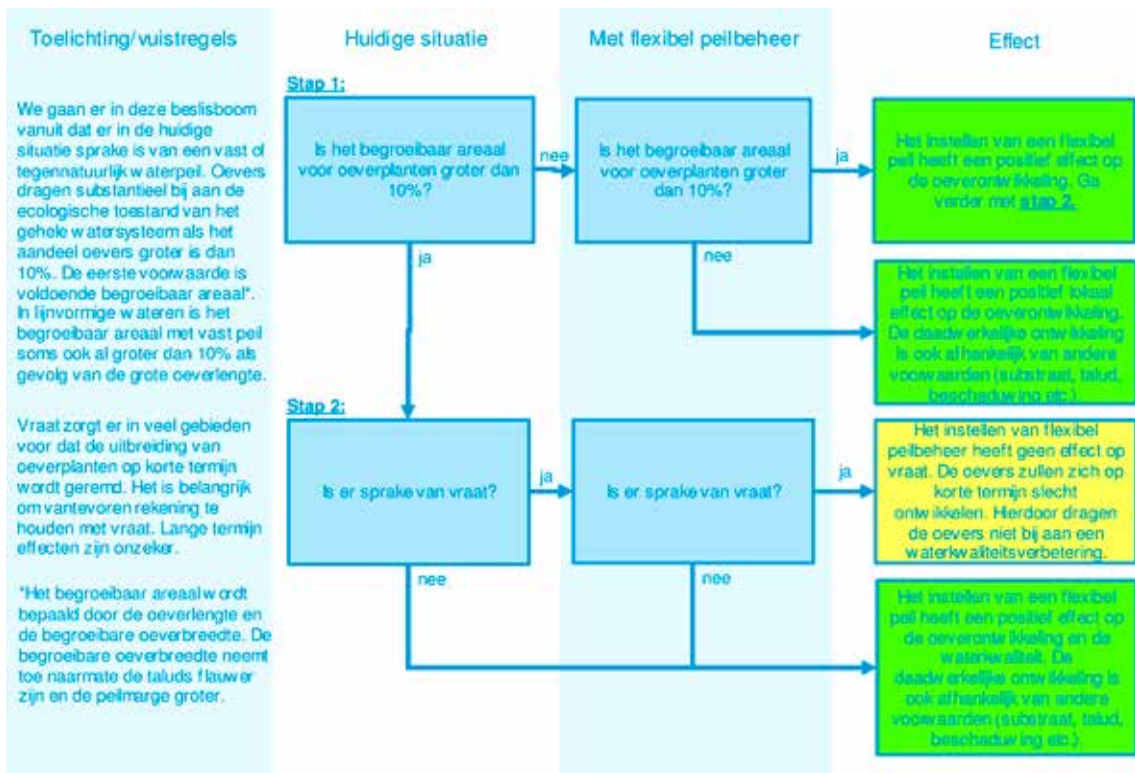 Toelichting/vuistregels
Huidige situatie
Met flexibel peilbeheer
Effect
We gaan er in deze beslisboom
vanuit dat er in de huidige
situatie sprake is van een vast of
tegennatuurlijk waterpeil. Oevers
dragen substantieel bij aan de
ecologische toestand van het
gehele watersysteem als het
aandeel oevers groter is dan
10%. De eerste voorwaarde is
voldoende begroeibaar areaal*.
In lijnvormige wateren is het
begroeibaar areaal met vast peil
soms ook al groter dan 10% als
gevolg van de grote oeverlengte.
Stap 1:
Is het begroeibaar areaal
voor oeverplanten groter dan
10%?
nee
Is het begroeibaar areaal
voor oeverplanten groter
dan 10%?
ja
Het instellen van een flexibel
peil heeft een positief effect op
de oeverontwikkeling. Ga
verder met stap 2.
ja
nee
Het instellen van een flexibel
peil heeft een positief lokaal
effect op de oeverontwikkeling.
De daadwerkelijke ontwikkeling
is ook afhankelijk van andere
voorwaarden (substraat, talud,
beschaduwing etc.).
Vraat zorgt er in veel gebieden
voor dat de uitbreiding van
oeverplanten op korte termijn
wordt geremd. Het is belangrijk
om vantevoren rekening te
houden met vraat. Lange termijn
effecten zijn onzeker.
Stap 2:
Is er sprake van vraat?
ja
Is er sprake van vraat?
ja
Het instellen van flexibel
peilbeheer heeft geen effect op
vraat. De oevers zullen zich op
korte termijn slecht
ontwikkelen. Hierdoor dragen
de oevers niet bij aan een
waterkwaliteitsverbetering.
*Het begroeibaar areaal wordt
bepaald door de oeverlengte en
de begroeibare oeverbreedte. De
begroeibare oeverbreedte neemt
toe naarmate de taluds flauwer
zijn en de peilmarge groter.
nee
nee
Het instellen van een flexibel
peil heeft een positief effect op
de oeverontwikkeling en de
waterkwaliteit. De
daadwerkelijke ontwikkeling is
ook afhankelijk van andere
voorwaarden (substraat, talud,
beschaduwing etc.).